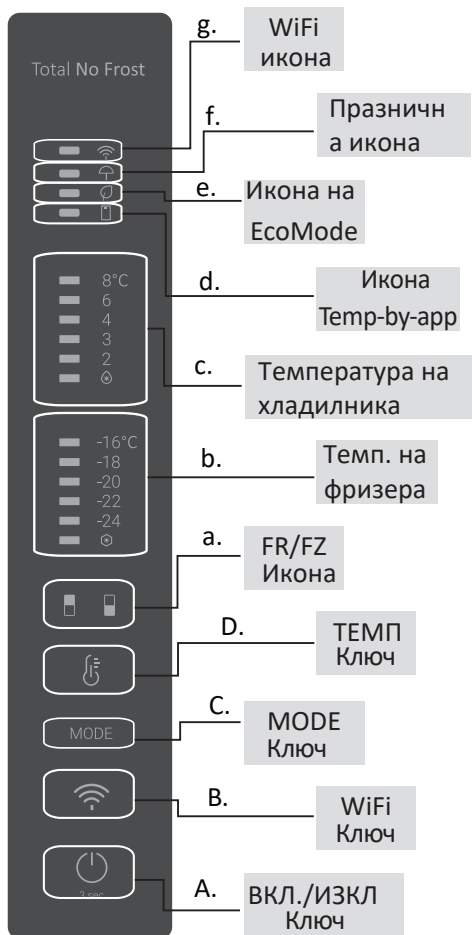 Total No Frost
g.
WiFi
икона
f.
Празничн
а икона
e.
Икона на
EcoMode
d.
Икона
Temp-by-app
8°C
6
4
3
2
c.
Температура на
хладилника
-16°C
-18
-20
-22
-24
b.
Темп. на
фризера
a.
FR/FZ
Икона
D.
ТЕМП
Ключ
MODE
C.
MODE
Ключ
B.
WiFi
Ключ
3 sec
A.
ВКЛ./ИЗКЛ
Ключ